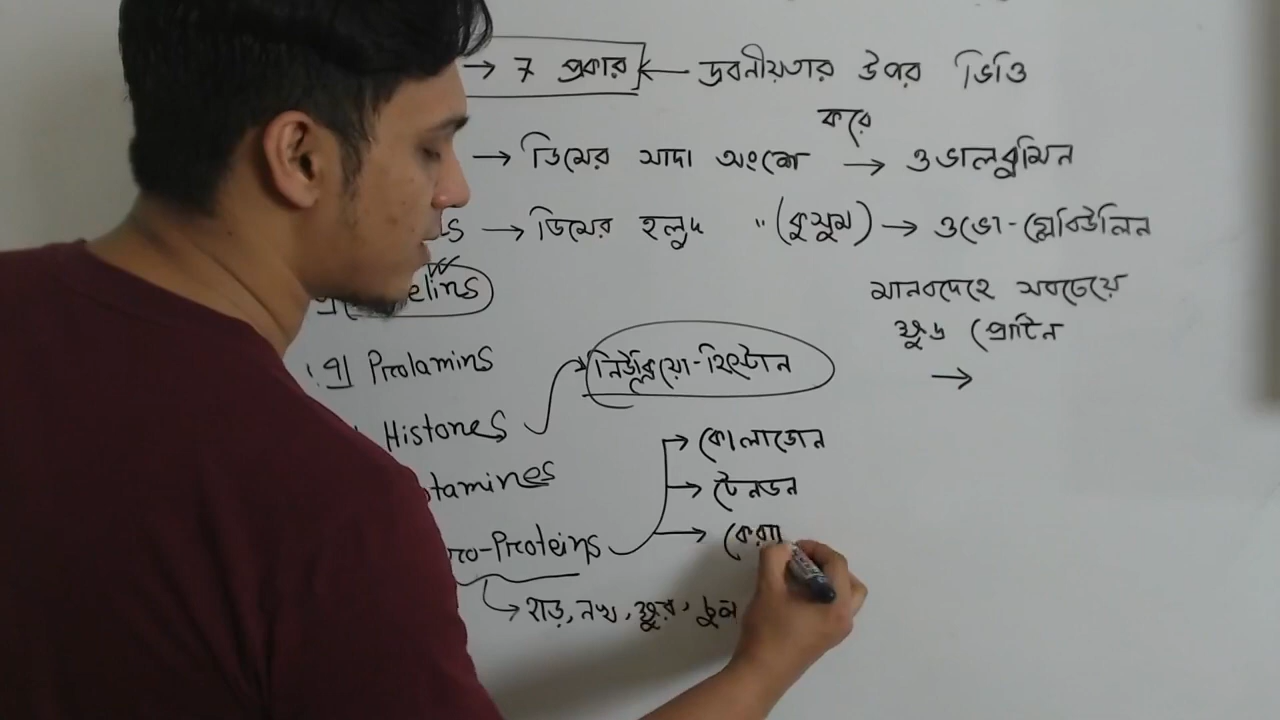 → 7 প্রকার ← দ্রবনীয়তার উপর ভিত্তি
করে
→ ডিমের সাদা অংশে → ওভালবুমিন
→ ডিমের হলুদ " (কুসুম) → ওভো-গ্লোবিউলিন
elins
মানবদেহে সবচেয়ে
ক্ষুদ্র প্রোটিন
→
Prolamins
নিউক্লিয়ো-হিস্টোন
Histones
→ কোলাজেন
tamines
→ টেনডন
ro-Proteins
→ কেরা
→ হাড়, নখ, ক্ষুর, চুল